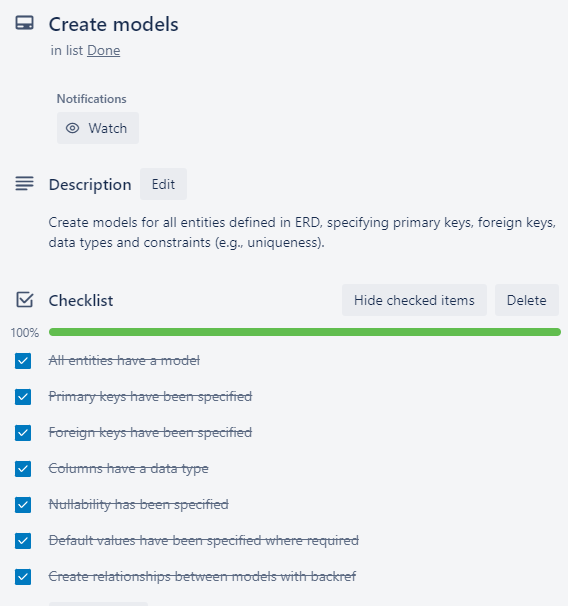 Create models
in list Done
Notifications
Watch
Description Edit
Create models for all entities defined in ERD, specifying primary keys, foreign keys,
data types and constraints (e.g., uniqueness).
Checklist Hide checked items Delete
100%
All entities have a model
Primary keys have been specified
Foreign keys have been specified
Columns have a data type
Nullability has been specified
Default values have been specified where required
Create relationships between models with backref